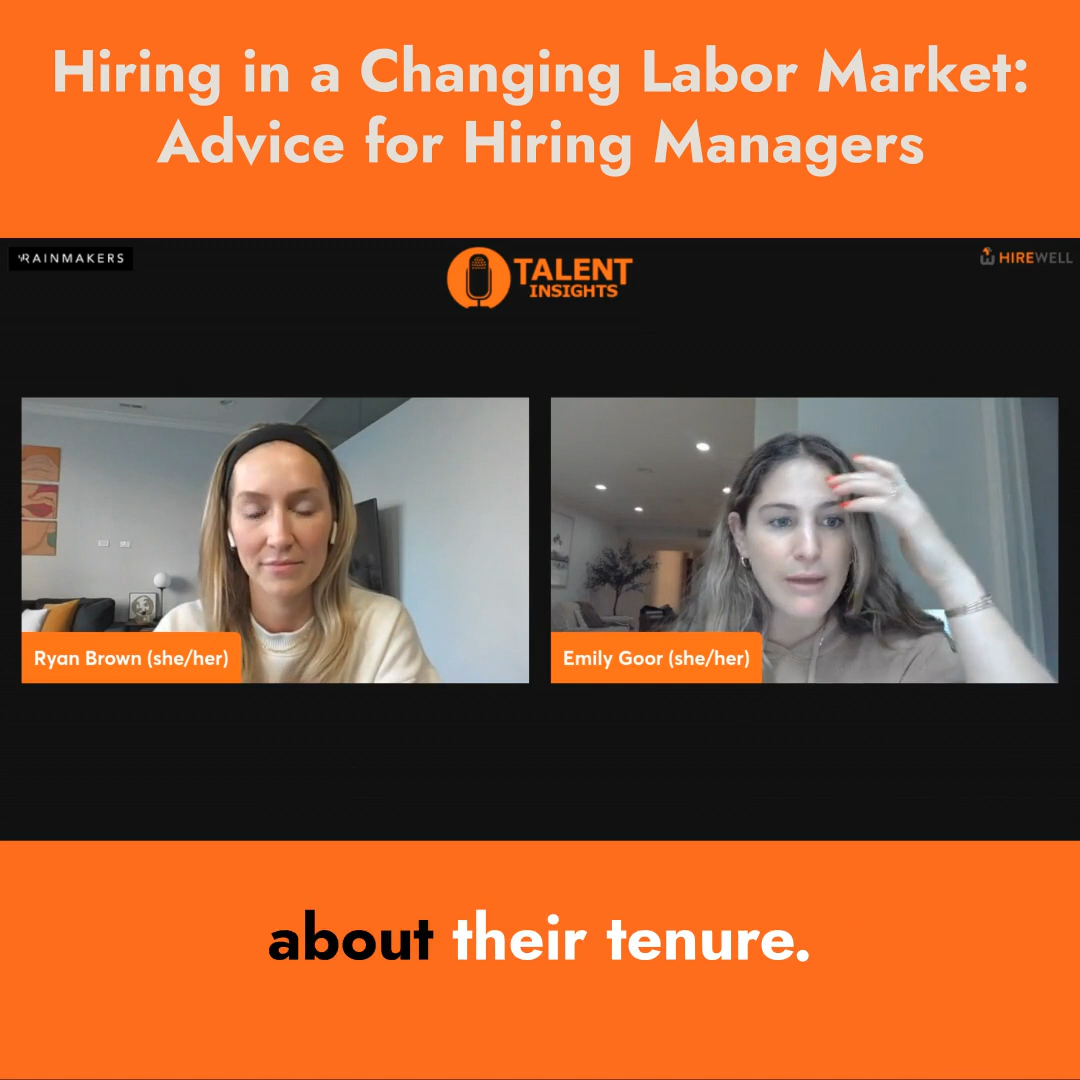 Hiring in a Changing Labor Market:
Advice for Hiring Managers
RAINMAKERS
TALENT
INSIGHTS
HIREWELL
Ryan Brown (she/her)
Emily Goor (she/her)
about their tenure.